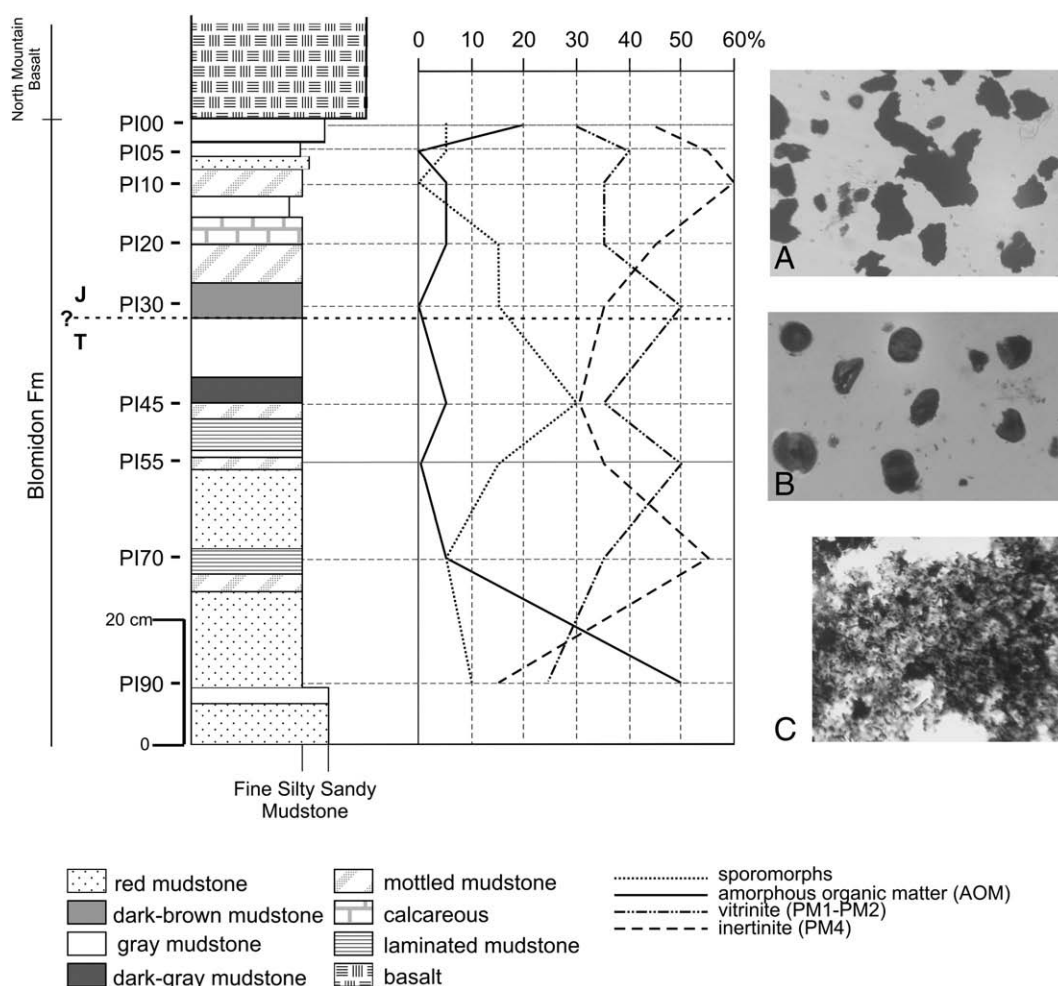 North Mountain
Basalt
0 10 20 30 40 50 60%
PI00
PI05
PI10
PI20
PI30
J
?
T
PI45
PI55
PI70
20 cm
PI90
0
Blomidon Fm
Fine Silty Sandy
Mudstone
A
B
C
red mudstone
dark-brown mudstone
gray mudstone
dark-gray mudstone
mottled mudstone
calcareous
laminated mudstone
basalt
sporomorphs
amorphous organic matter (AOM)
vitrinite (PM1-PM2)
inertinite (PM4)